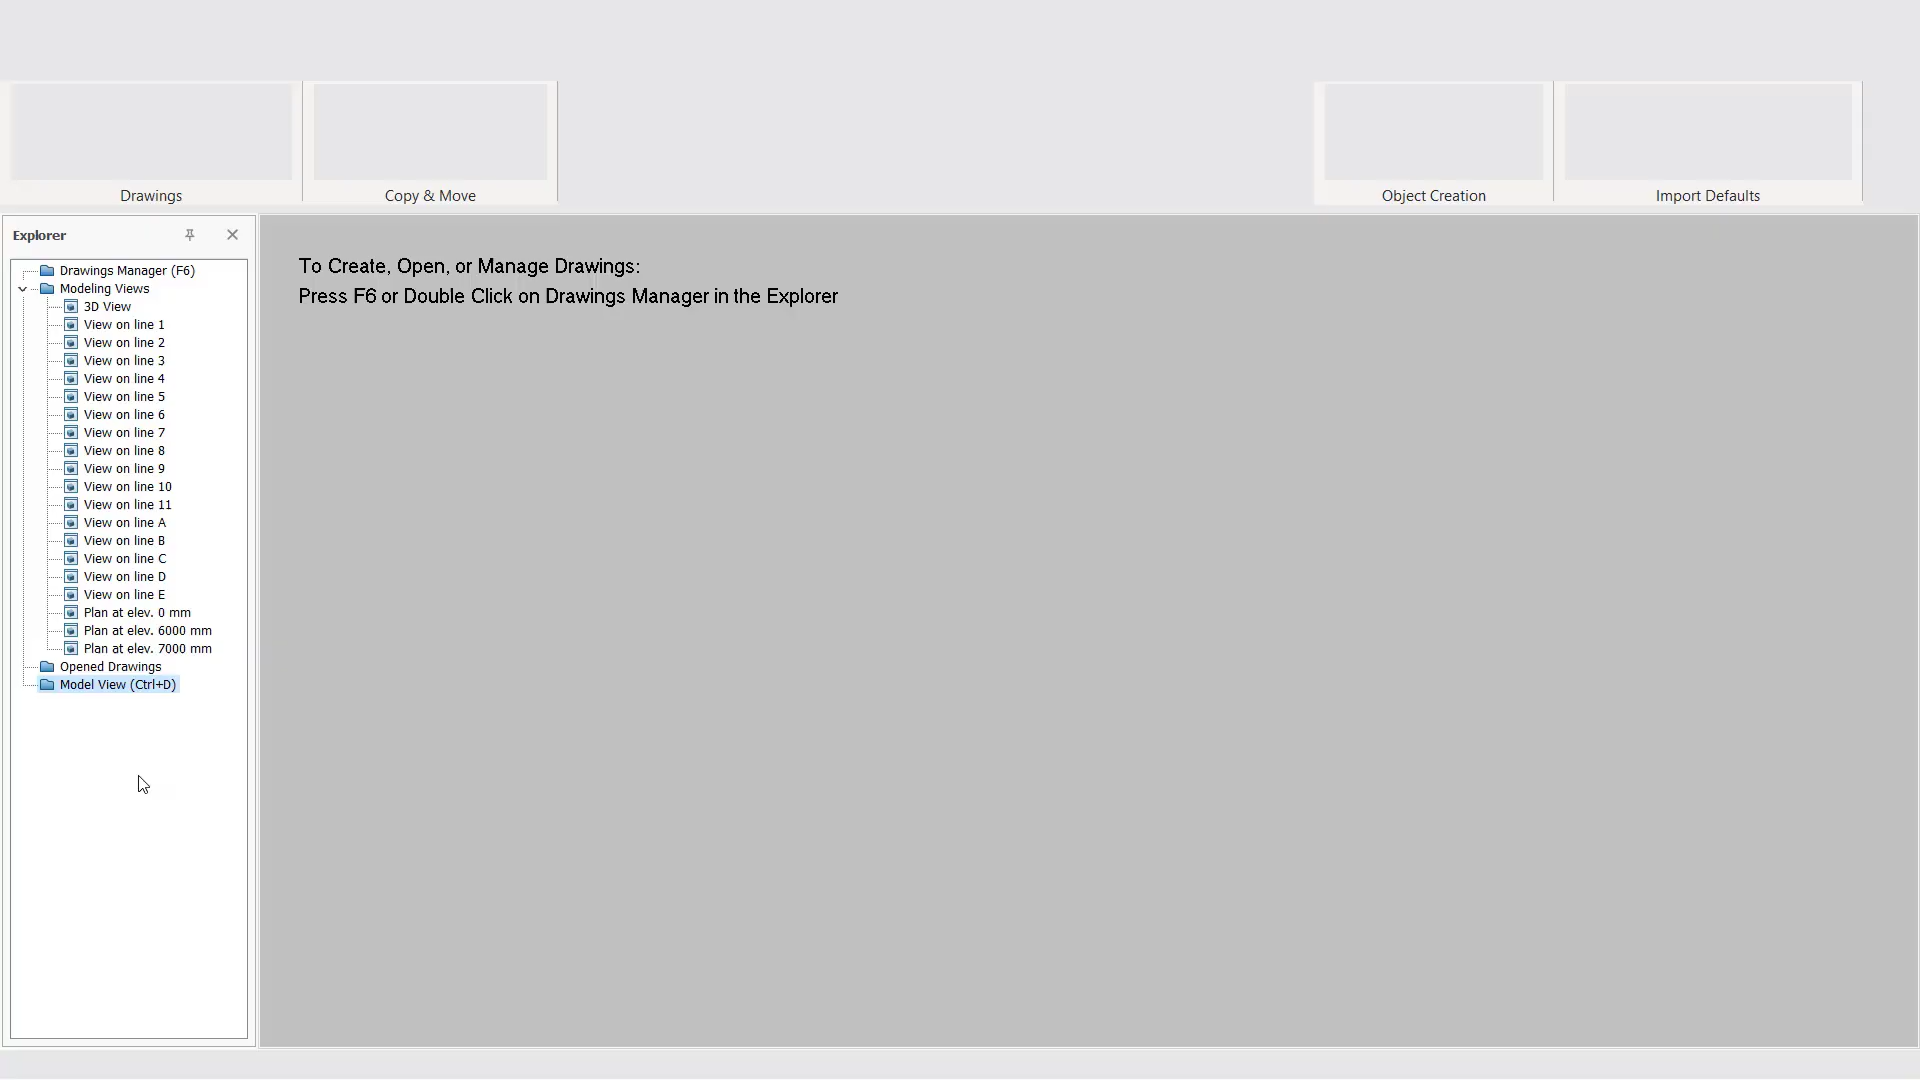 Drawings
Copy & Move
Object Creation
Import Defaults
Explorer
Drawings Manager (F6)
Modeling Views
3D View
View on line 1
View on line 2
View on line 3
View on line 4
View on line 5
View on line 6
View on line 7
View on line 8
View on line 9
View on line 10
View on line 11
View on line A
View on line B
View on line C
View on line D
View on line E
Plan at elev. 0 mm
Plan at elev. 6000 mm
Plan at elev. 7000 mm
Opened Drawings
Model View (Ctrl+D)
To Create, Open, or Manage Drawings:
Press F6 or Double Click on Drawings Manager in the Explorer